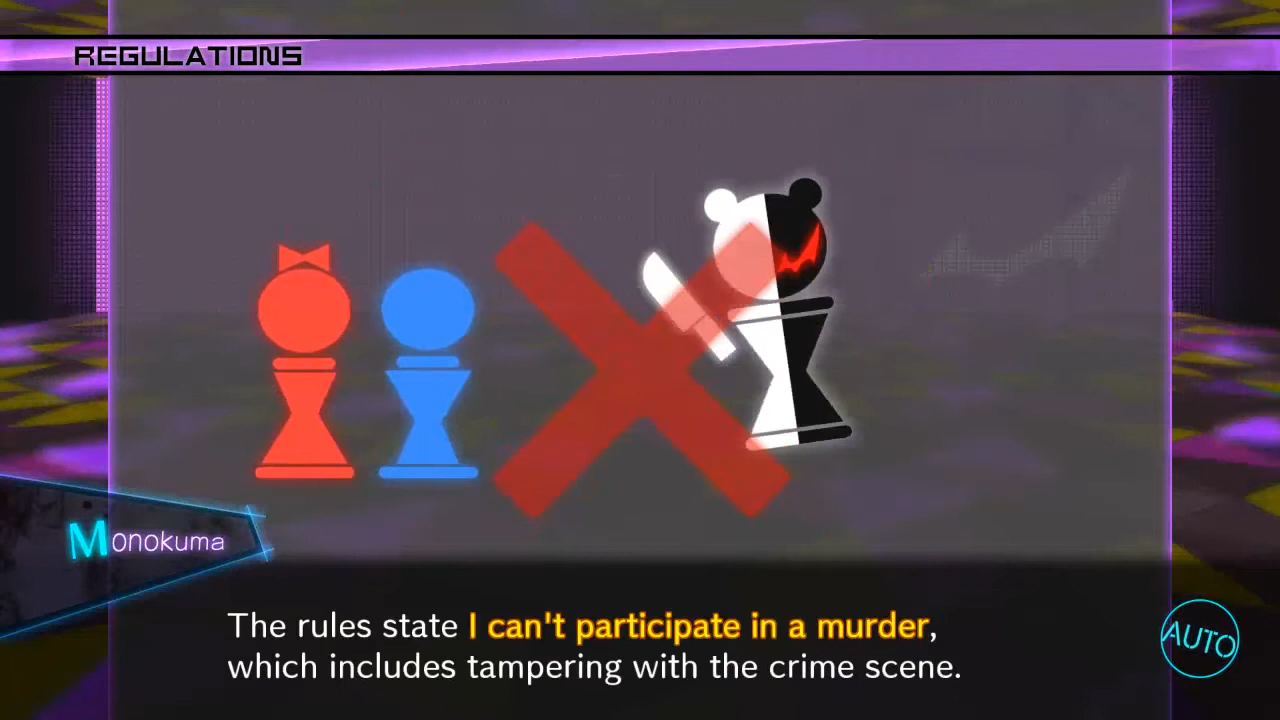 REGULATIONS
Monokuma
The rules state I can't participate in a murder,
which includes tampering with the crime scene.
AUTO